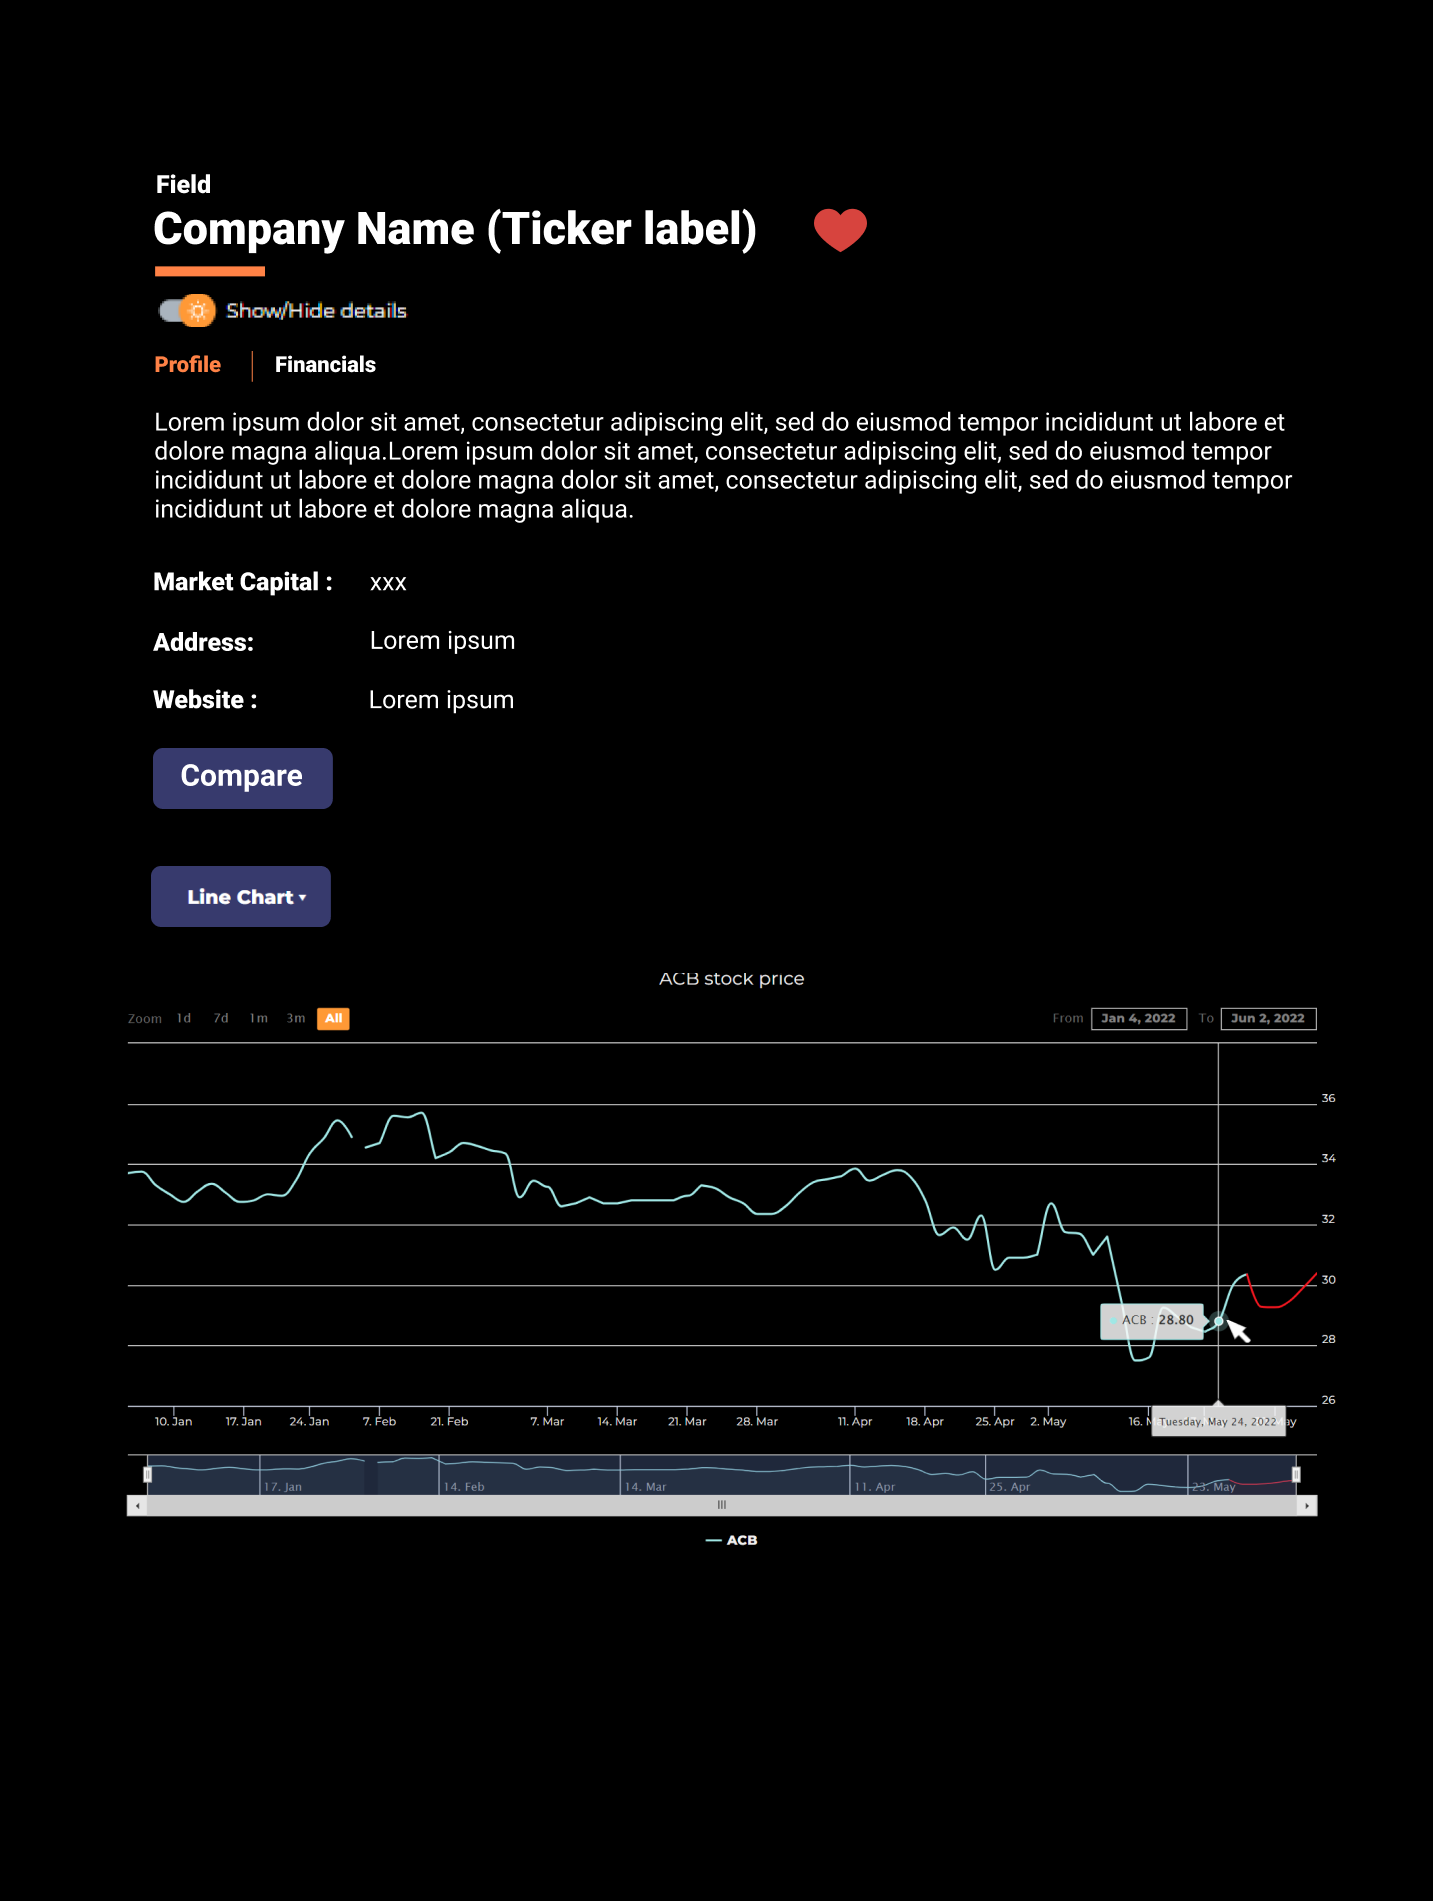 Field
Company Name (Ticker label)
Show/Hide details
Profile
Financials
Lorem ipsum dolor sit amet, consectetur adipiscing elit, sed do eiusmod tempor incididunt ut labore et
dolore magna aliqua.Lorem ipsum dolor sit amet, consectetur adipiscing elit, sed do eiusmod tempor
incididunt ut labore et dolore magna dolor sit amet, consectetur adipiscing elit, sed do eiusmod tempor
incididunt ut labore et dolore magna aliqua.
Market Capital : xxx
Address: Lorem ipsum
Website : Lorem ipsum
Compare
Line Chart
ACB stock price
Zoom 1d 7d 1m 3m All From Jan 4, 2022 To Jun 2, 2022
36
34
32
30
ACB : 28.80
28
26
10. Jan 17. Jan 24. Jan 7. Feb 21. Feb 7. Mar 14. Mar 21. Mar 28. Mar 11. Apr 18. Apr 25. Apr 2. May 16.
Tuesday, May 24, 2022
17. Jan 14. Feb 14. Mar 11. Apr 25. Apr 23. May
ACB